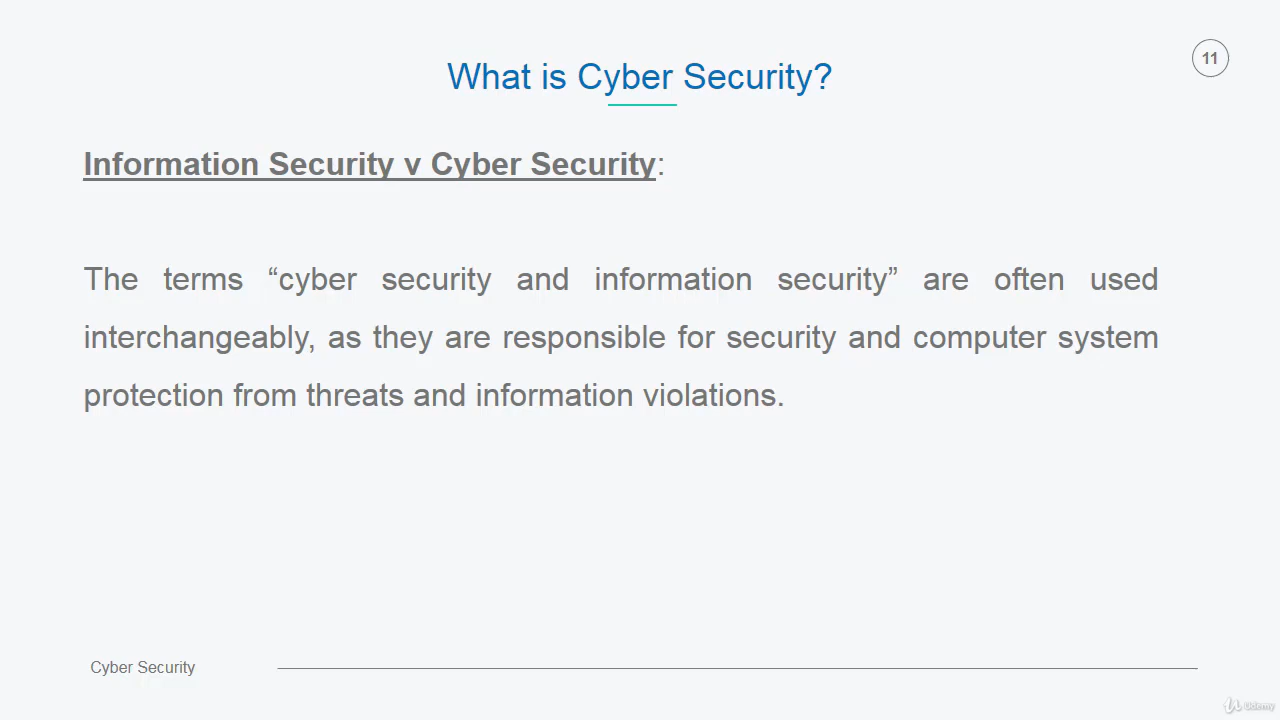 11
What is Cyber Security?
Information Security v Cyber Security:
The terms “cyber security and information security” are often used
interchangeably, as they are responsible for security and computer system
protection from threats and information violations.
Cyber Security
Udemy